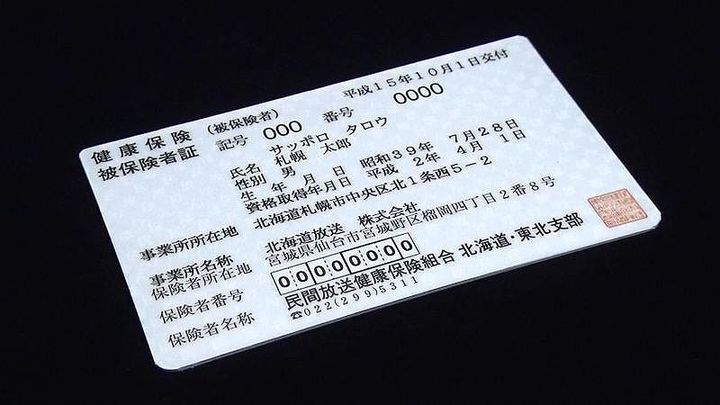 健康保険 (被保険者) 平成15年10月1日交付
被保険者証 記号 000 番号 0000
サッポロ タロウ
氏名 札幌 太郎
性別 男
生年月日 昭和39年 7月28日
資格取得年月日 平成 2年 4月 1日
事業所所在地 北海道札幌市中央区北1条西5-2
事業所名称 北海道放送 株式会社
保険者所在地 宮城県仙台市宮城野区榴岡四丁目2番8号
保険者番号 00000000
保険者名称 民間放送健康保険組合 北海道・東北支部
☎022(299)5311